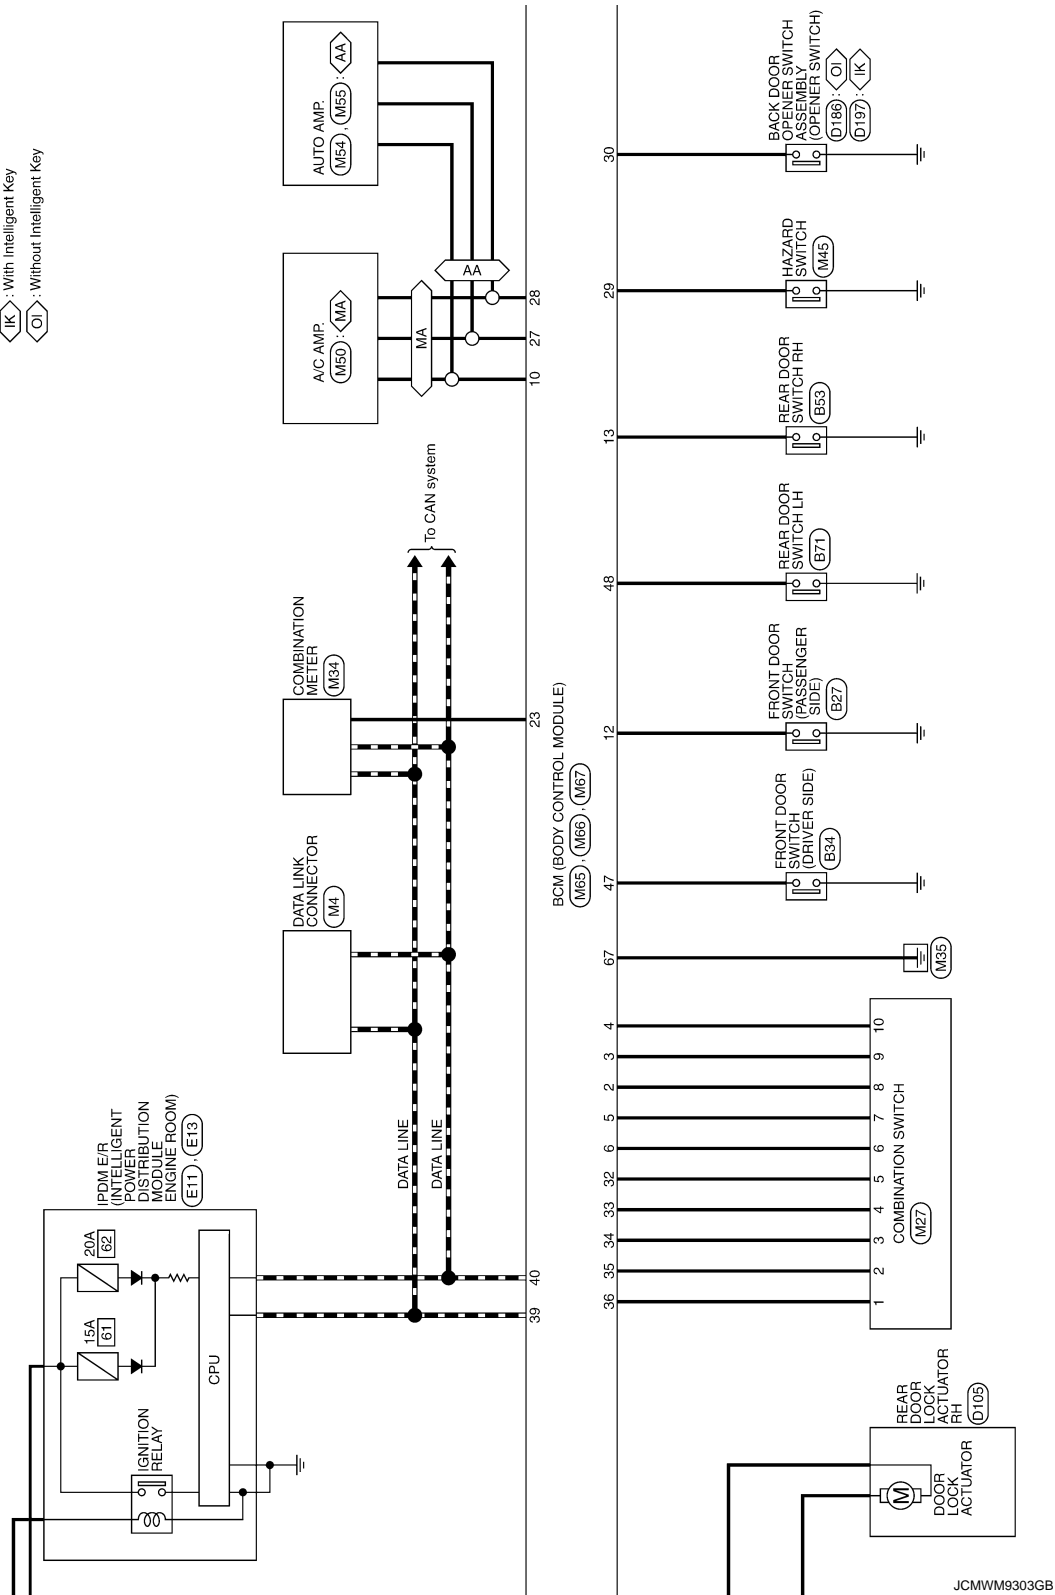 IK : With Intelligent Key
OI : Without Intelligent Key
IPDM E/R
(INTELLIGENT
POWER
DISTRIBUTION
MODULE
ENGINE ROOM)
E11 , E13
IGNITION
RELAY
15A
61
20A
62
CPU
DATA LINK
CONNECTOR
M4
COMBINATION
METER
M34
A/C AMP.
M50 : MA
AUTO AMP.
M54 , M55 : AA
DATA LINE
DATA LINE
To CAN system
MA
AA
39
40
23
10
27
28
BCM (BODY CONTROL MODULE)
M65 , M66 , M67
36
35
34
33
32
6
5
2
3
4
67
47
12
48
13
29
30
1
2
3
4
5
6
7
8
9
10
COMBINATION SWITCH
M27
M35
FRONT DOOR
SWITCH
(DRIVER SIDE)
B34
FRONT DOOR
SWITCH
(PASSENGER
SIDE)
B27
REAR DOOR
SWITCH LH
B71
REAR DOOR
SWITCH RH
B53
HAZARD
SWITCH
M45
BACK DOOR
OPENER SWITCH
ASSEMBLY
(OPENER SWITCH)
D186 : OI
D197 : IK
REAR
DOOR
LOCK
ACTUATOR
RH
D105
M
DOOR
LOCK
ACTUATOR
JCMWM9303GB